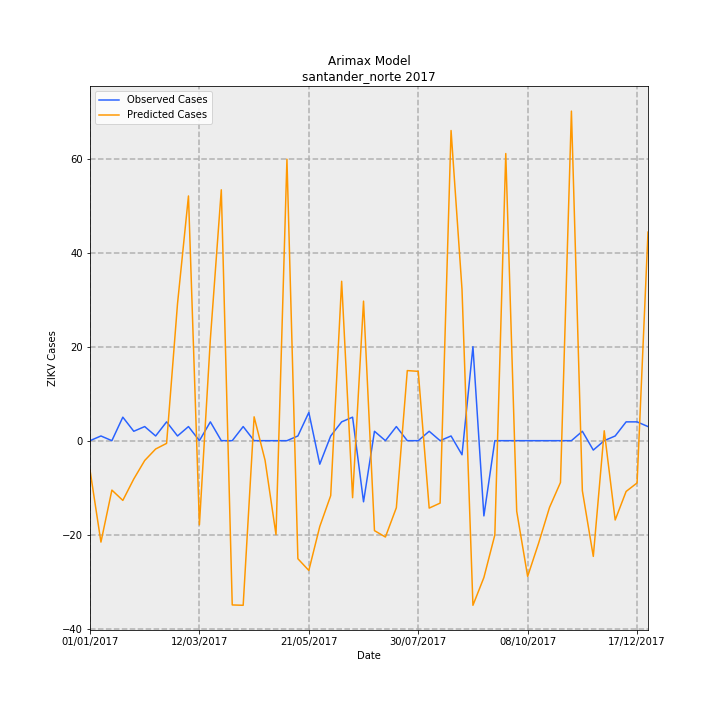 Arimax Model
santander_norte 2017
Observed Cases
Predicted Cases
60
40
20
0
−20
−40
ZIKV Cases
01/01/2017 12/03/2017 21/05/2017 30/07/2017 08/10/2017 17/12/2017
Date